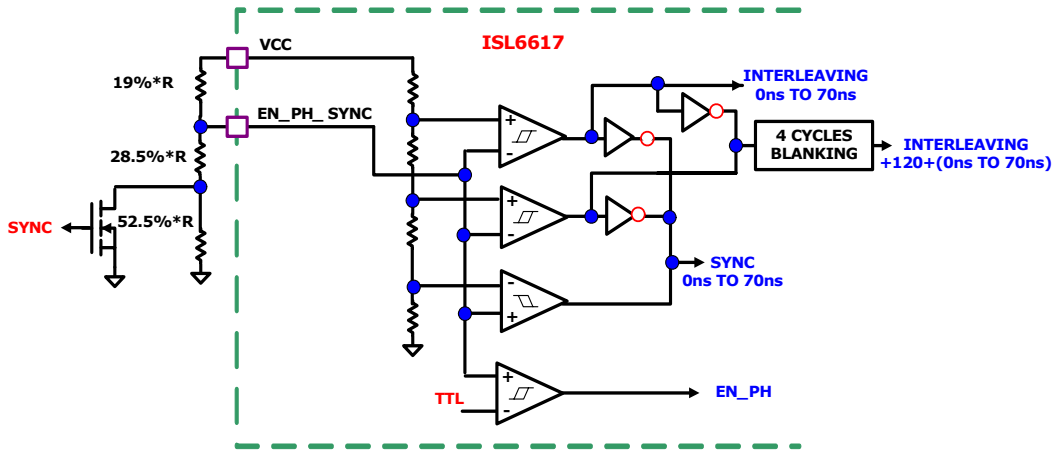 ISL6617
VCC
19%*R
EN_PH_ SYNC
28.5%*R
52.5%*R
SYNC
+
-
+
-
-
+
+
-
TTL
INTERLEAVING
0ns TO 70ns
4 CYCLES
BLANKING
INTERLEAVING
+120+(0ns TO 70ns)
SYNC
0ns TO 70ns
EN_PH